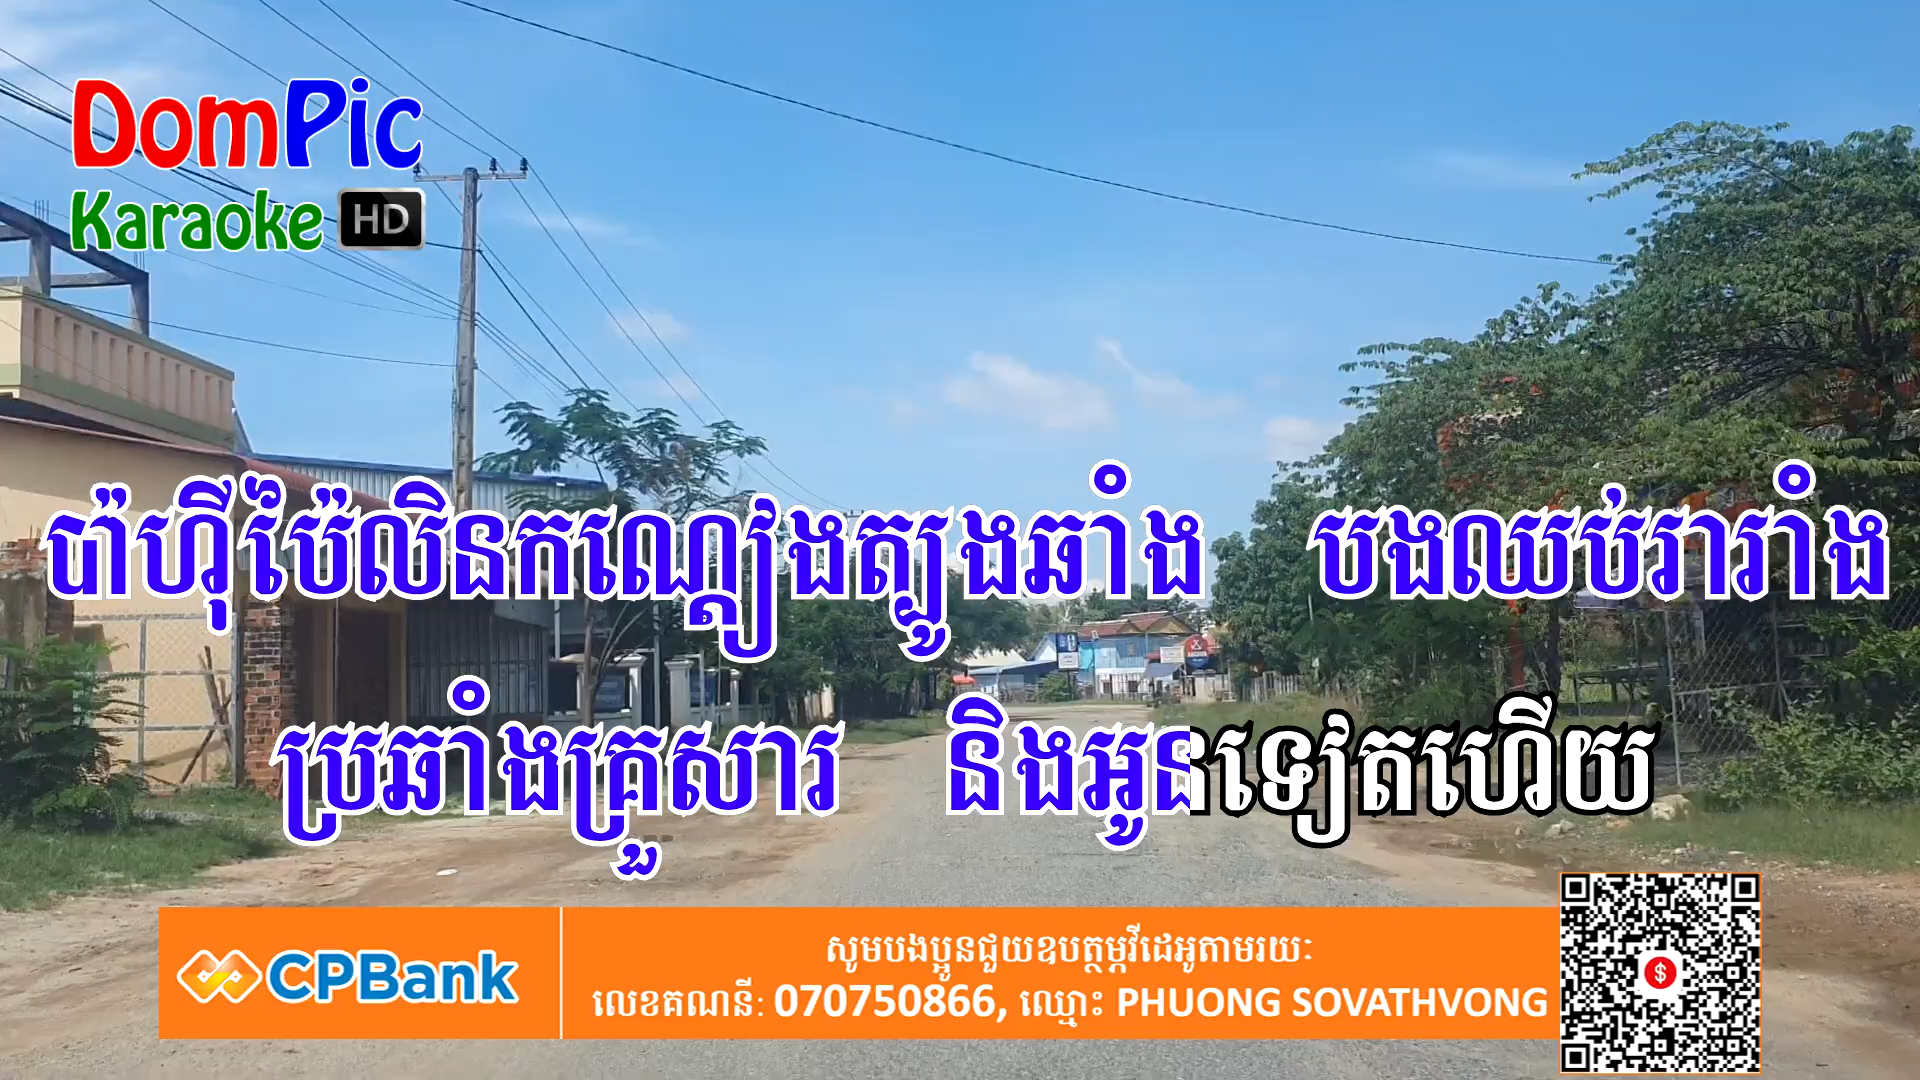 DomPic
Karaoke HD
ប៉ាហ៊ីប៉ៃលិនកណ្ដៀងត្បូងឆាំង បងឈប់រារាំង
ប្រឆាំងគ្រួសារ និងអូនទៀតហើយ
CPBank
សូមបងប្អូនជួយឧបត្ថម្ភវីដេអូតាមរយៈ
លេខគណនី: 070750866, ឈ្មោះ PHUONG SOVATHVONG